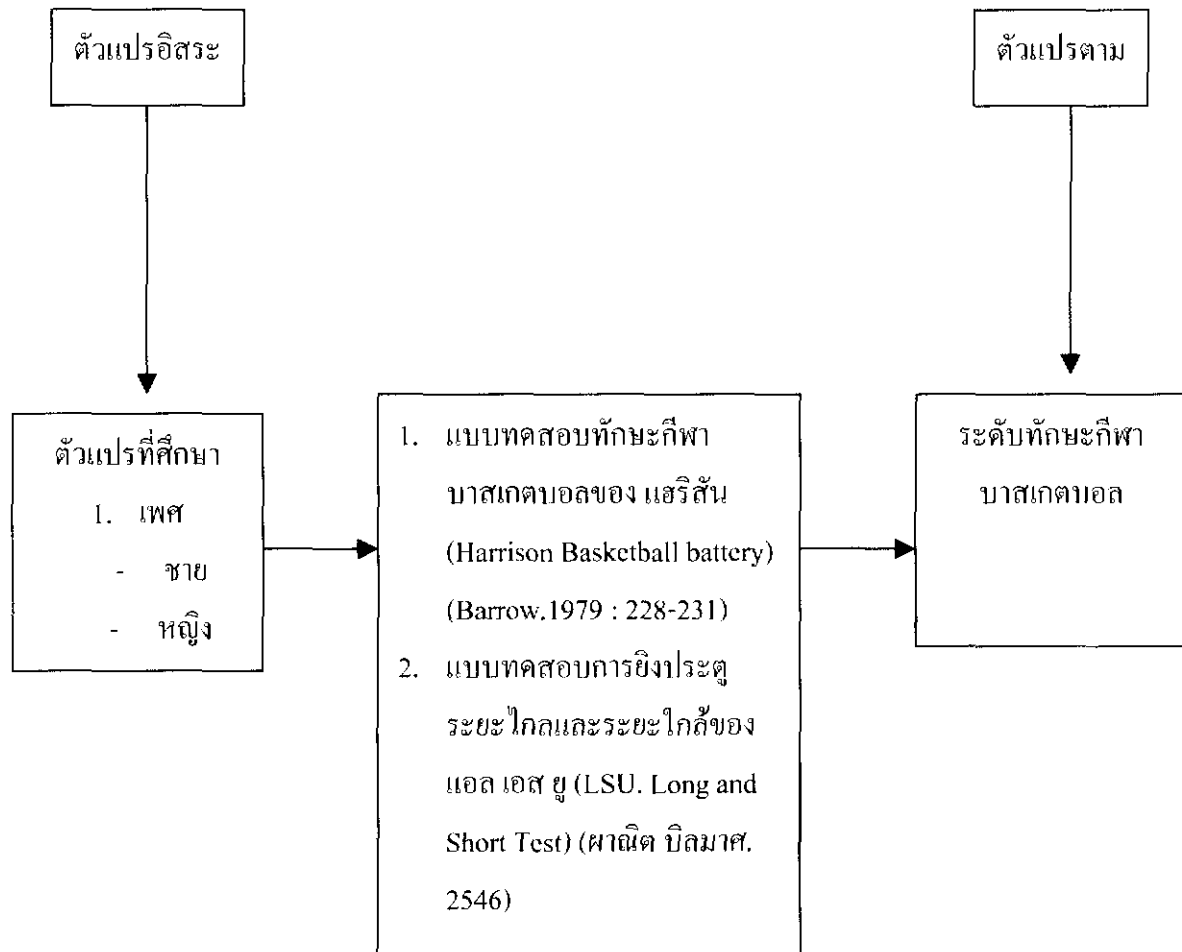 ตัวแปรอิสระ
ตัวแปรตาม
ตัวแปรที่ศึกษา
1. เพศ
- ชาย
- หญิง
1. แบบทดสอบทักษะกีฬา
บาสเกตบอลของ แฮริสัน
(Harrison Basketball battery)
(Barrow.1979 : 228-231)
2. แบบทดสอบการยิงประตู
ระยะไกลและระยะใกล้ของ
แอล เอส ยู (LSU. Long and
Short Test) (ผาณิต บิลมาศ.
2546)
ระดับทักษะกีฬา
บาสเกตบอล